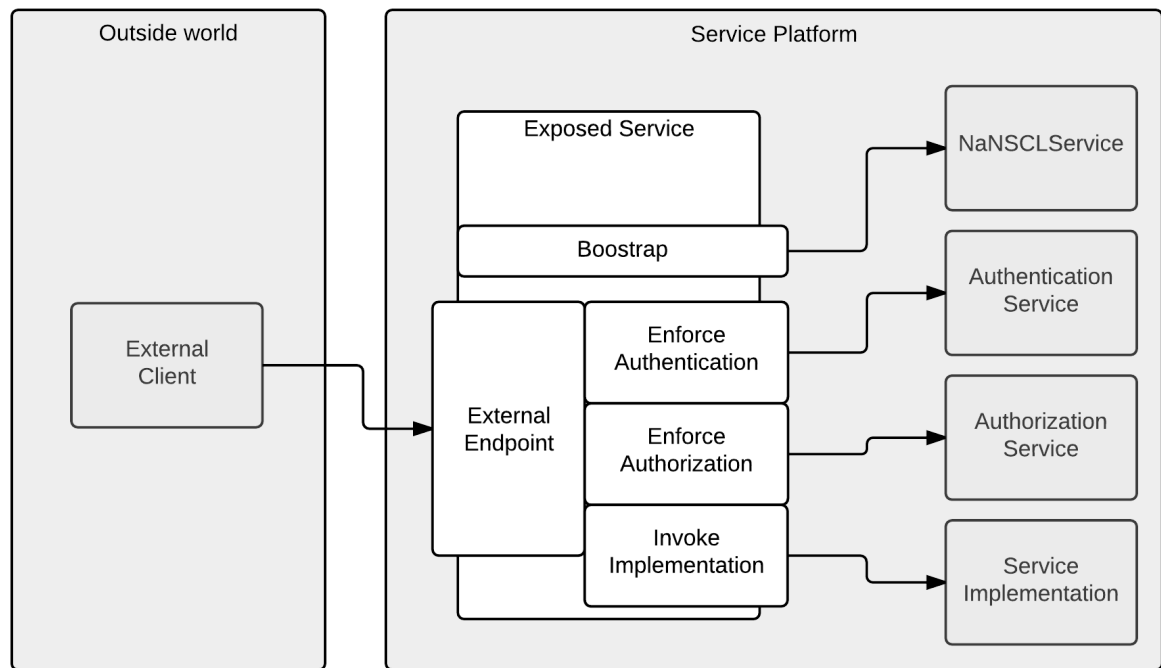 Outside world
Service Platform
Exposed Service
NaNSCLService
Boostrap
Authentication
Service
External
Client
External
Endpoint
Enforce
Authentication
Enforce
Authorization
Authorization
Service
Invoke
Implementation
Service
Implementation